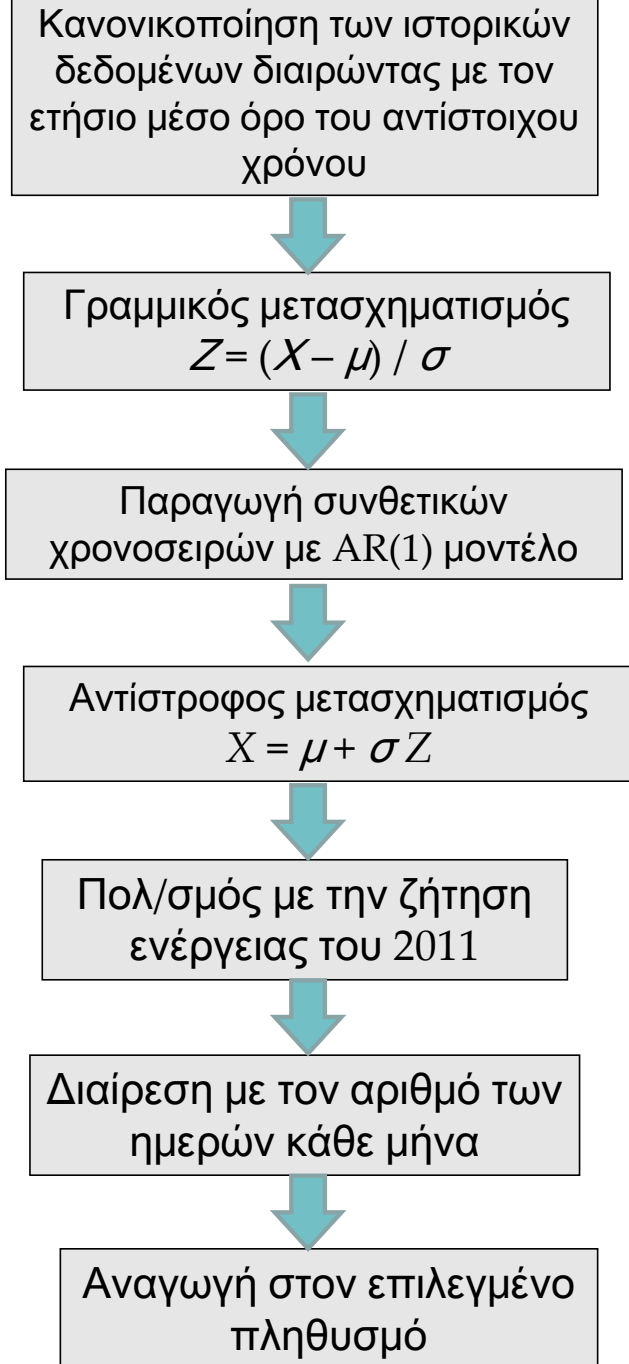 Κανονικοποίηση των ιστορικών
δεδομένων διαιρώντας με τον
ετήσιο μέσο όρο του αντίστοιχου
χρόνου
Γραμμικός μετασχηματισμός
Z = (X – μ) / σ
Παραγωγή συνθετικών
χρονοσειρών με AR(1) μοντέλο
Αντίστροφος μετασχηματισμός
X = μ + σ Z
Πολ/σμός με την ζήτηση
ενέργειας του 2011
Διαίρεση με τον αριθμό των
ημερών κάθε μήνα
Αναγωγή στον επιλεγμένο
πληθυσμό